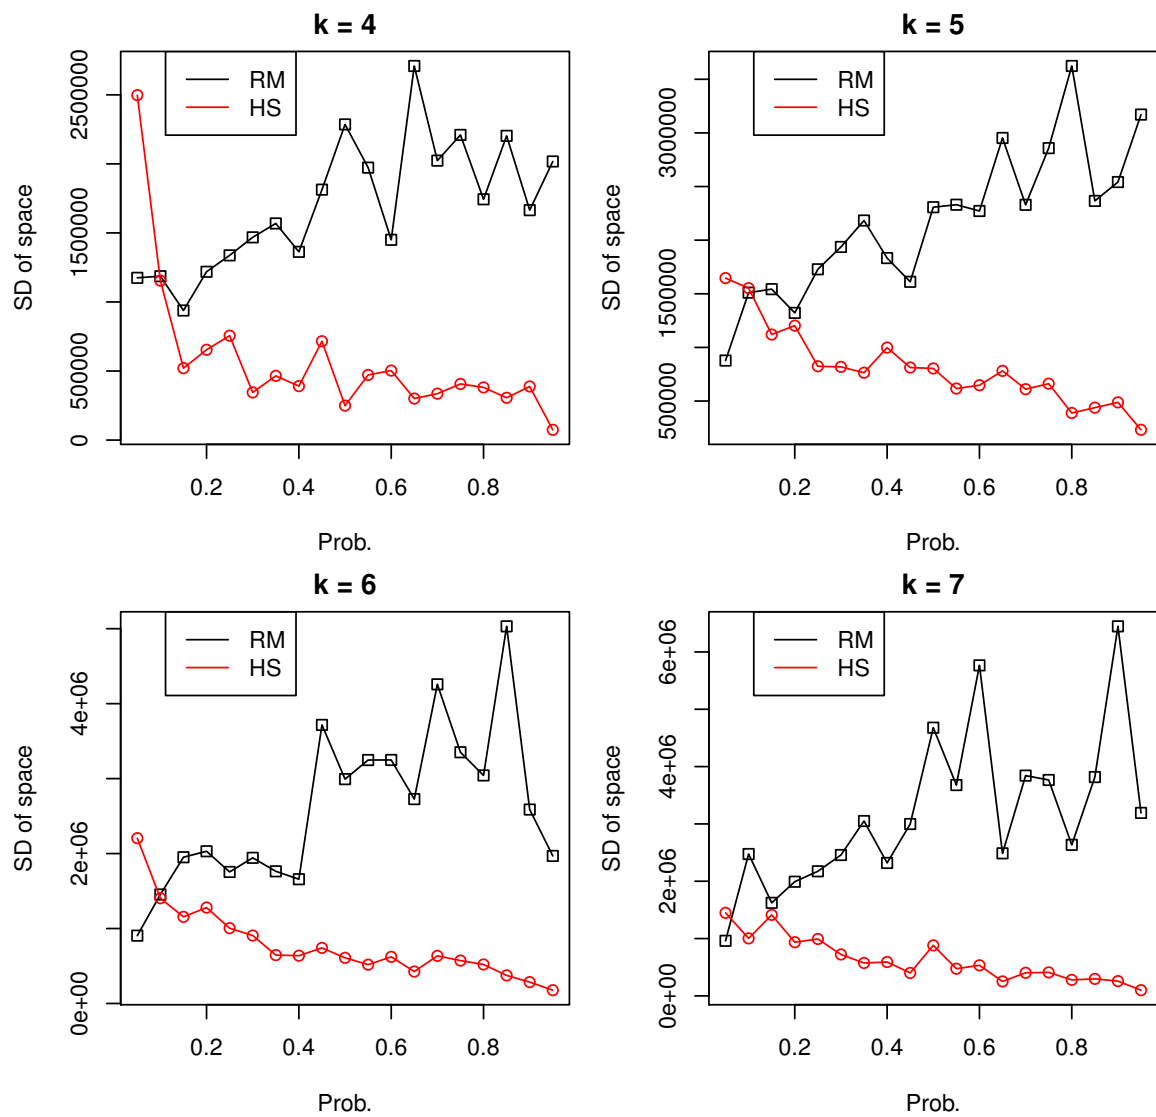 k = 4
RM
HS
SD of space
0
500000
1500000
2500000
0.2 0.4 0.6 0.8
Prob.
k = 5
RM
HS
SD of space
500000
1500000
3000000
0.2 0.4 0.6 0.8
Prob.
k = 6
RM
HS
SD of space
0e+00
2e+06
4e+06
0.2 0.4 0.6 0.8
Prob.
k = 7
RM
HS
SD of space
0e+00
2e+06
4e+06
6e+06
0.2 0.4 0.6 0.8
Prob.